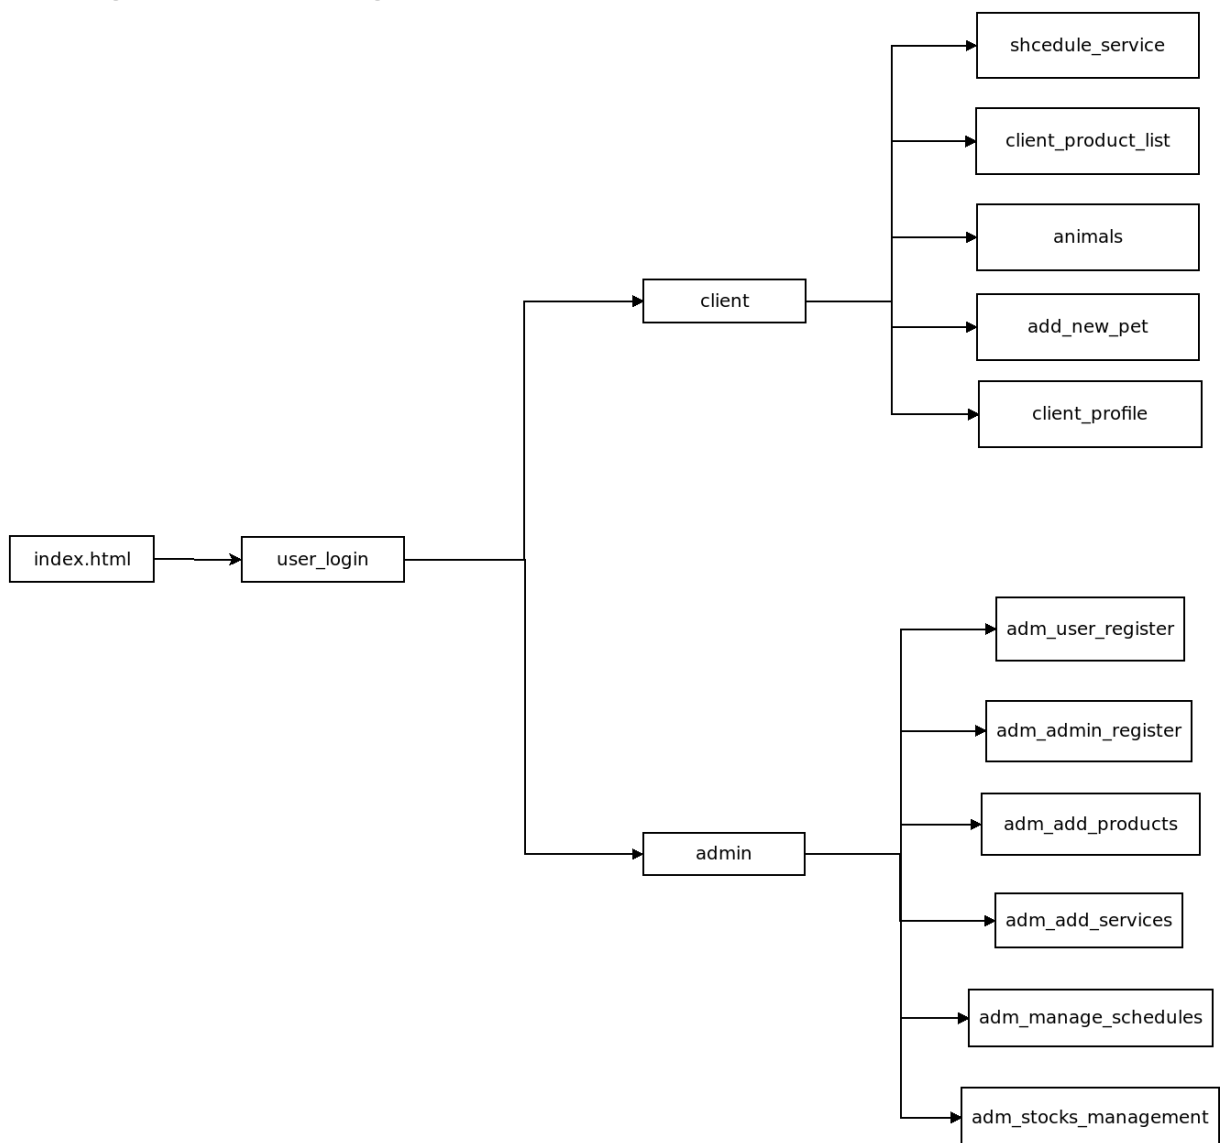 shcedule_service
client_product_list
animals
client
add_new_pet
client_profile
index.html
user_login
adm_user_register
adm_admin_register
adm_add_products
admin
adm_add_services
adm_manage_schedules
adm_stocks_management